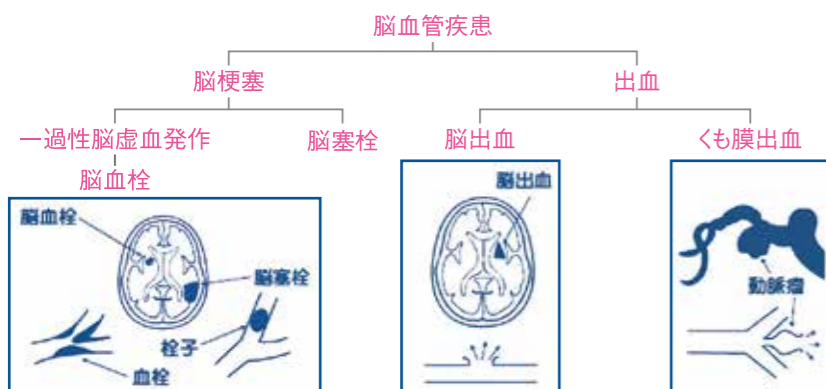 脳血管疾患
脳梗塞
出血
一過性脳虚血発作
脳塞栓
脳出血
くも膜出血
脳血栓
脳血栓
脳塞栓
栓子
血栓
脳出血
動脈瘤